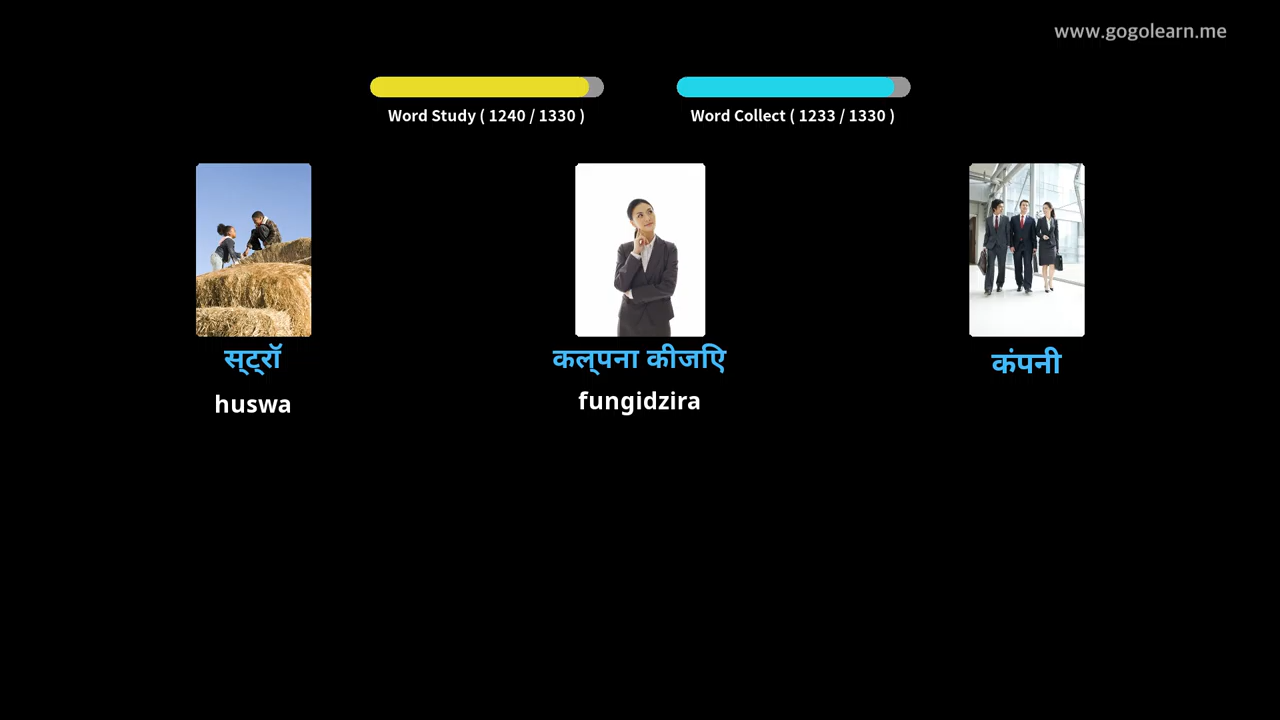 www.gogolearn.me
Word Study ( 1240 / 1330 )
Word Collect ( 1233 / 1330 )
स्ट्रॉ
कल्पना कीजिए
कंपनी
huswa
fungidzira